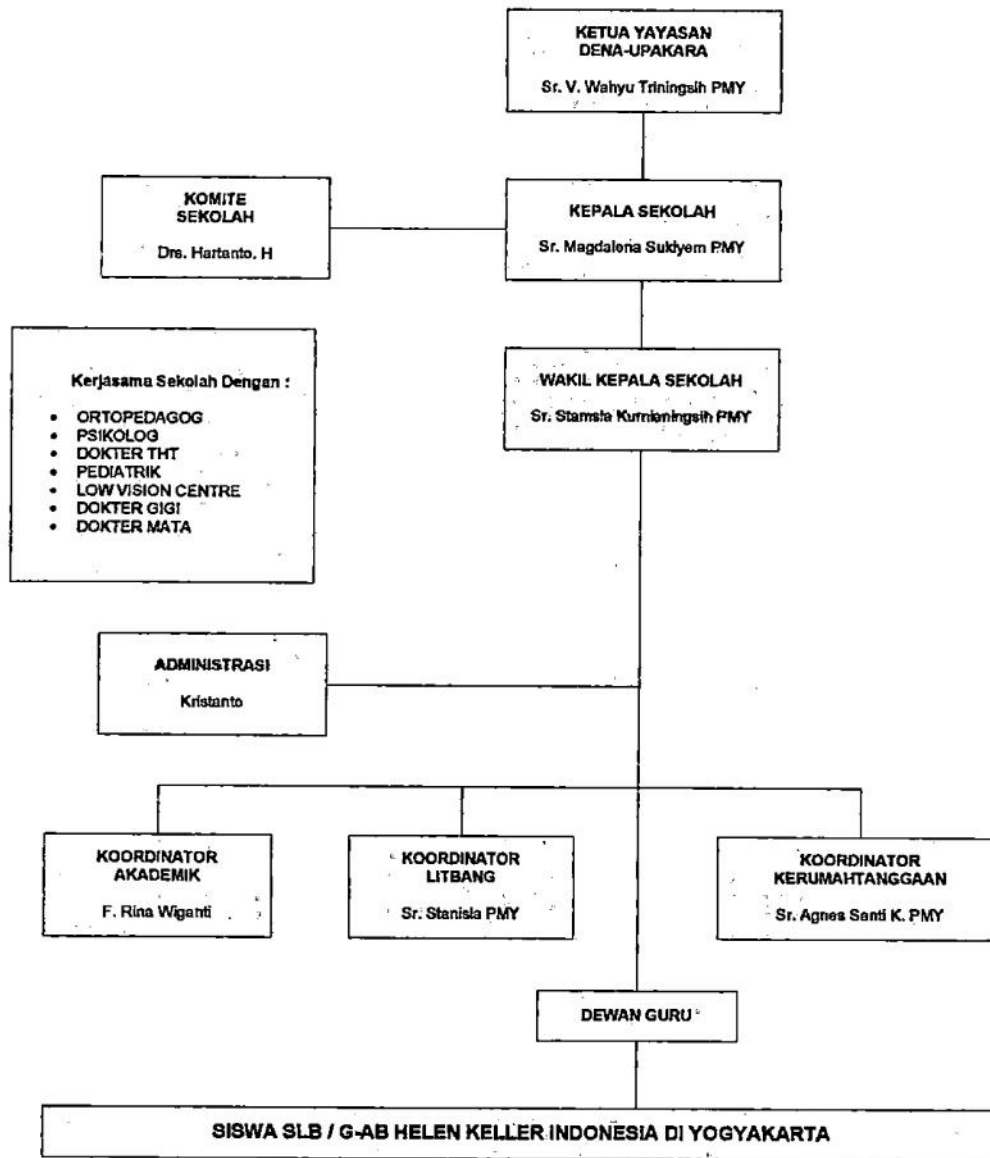 KETUA YAYASAN
DENA-UPAKARA
Sr. V. Wahyu Triningsih PMY
KOMITE
SEKOLAH
Drs. Hartanto. H
KEPALA SEKOLAH
Sr. Magdalena Sukiyem PMY
Kerjasama Sekolah Dengan :
• ORTOPEDAGOG
• PSIKOLOG
• DOKTER THT
• PEDIATRIK
• LOW VISION CENTRE
• DOKTER GIGI
• DOKTER MATA
WAKIL KEPALA SEKOLAH
Sr. Kurnianingsih PMY
ADMINISTRASI
Kristanto
KOORDINATOR
AKADEMIK
F. Rina Wiganti
KOORDINATOR
LITBANG
Sr. Stanisla PMY
KOORDINATOR
KERUMAHTANGGAAN
Sr. Agnes Santi K. PMY
DEWAN GURU
SISWA SLB / G-AB HELEN KELLER INDONESIA DI YOGYAKARTA